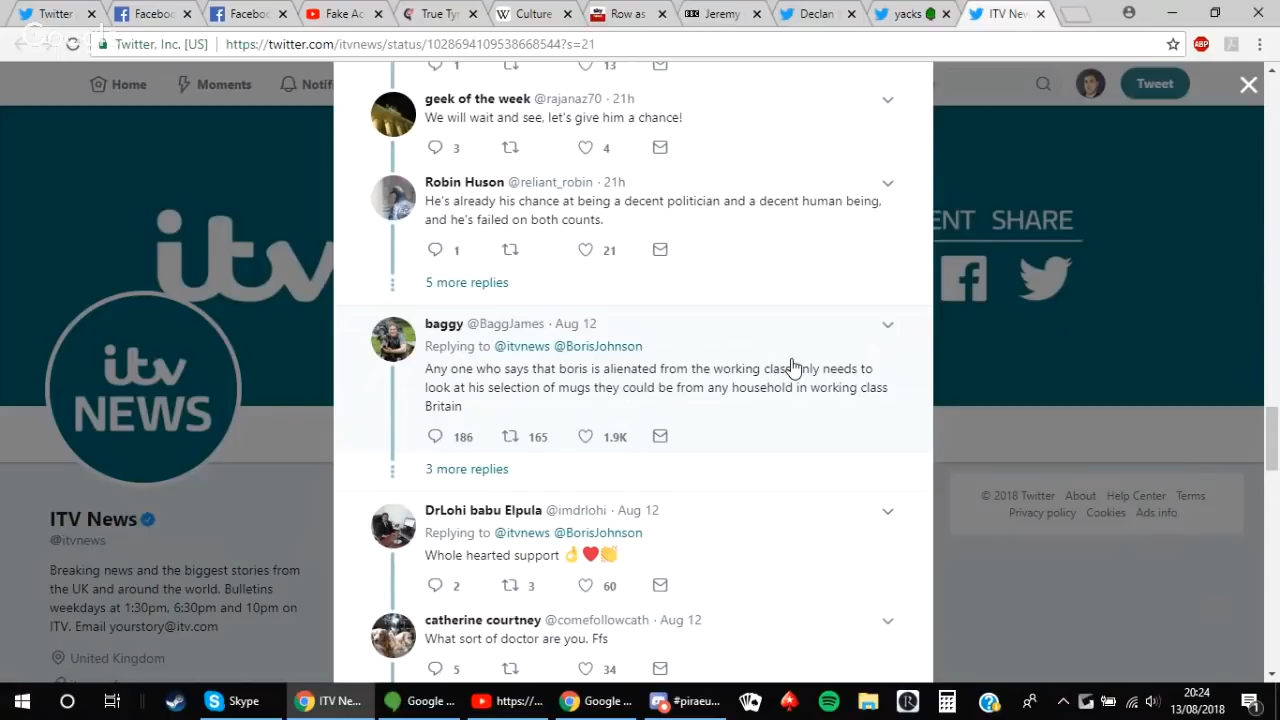 Twitter
Facebook
Facebook
Fake Ac
True Ty
Culture
Row as
Jeremy
Declan
yacks
ITV Nev
Twitter, Inc. [US]
https://twitter.com/itvnews/status/1028694109538668544?s=21
Home
Moments
Notifi
Tweet
1
13
geek of the week @rajanaz70 · 21h
We will wait and see, let's give him a chance!
3
4
Robin Huson @reliant_robin · 21h
He's already his chance at being a decent politician and a decent human being,
and he's failed on both counts.
1
21
5 more replies
baggy @BaggJames · Aug 12
Replying to @itvnews @BorisJohnson
Any one who says that boris is alienated from the working class only needs to
look at his selection of mugs they could be from any household in working class
Britain
186
165
1.9K
3 more replies
DrLohi babu Elpula @imdrlohi · Aug 12
Replying to @itvnews @BorisJohnson
Whole hearted support 👌❤️👏
2
3
60
catherine courtney @comefollowcath · Aug 12
What sort of doctor are you. Ffs
5
34
itv
itv
NEWS
ENT SHARE
ITV News
@itvnews
Breaking news and the biggest stories from
the UK and around the world. Bulletins
weekdays at 1:30pm, 6:30pm and 10pm on
ITV. Email yourstory@itv.com
United Kingdom
© 2018 Twitter About Help Center Terms
Privacy policy Cookies Ads info
Skype
ITV Ne...
Google ...
https://...
Google ...
#piraeu...
20:24
13/08/2018